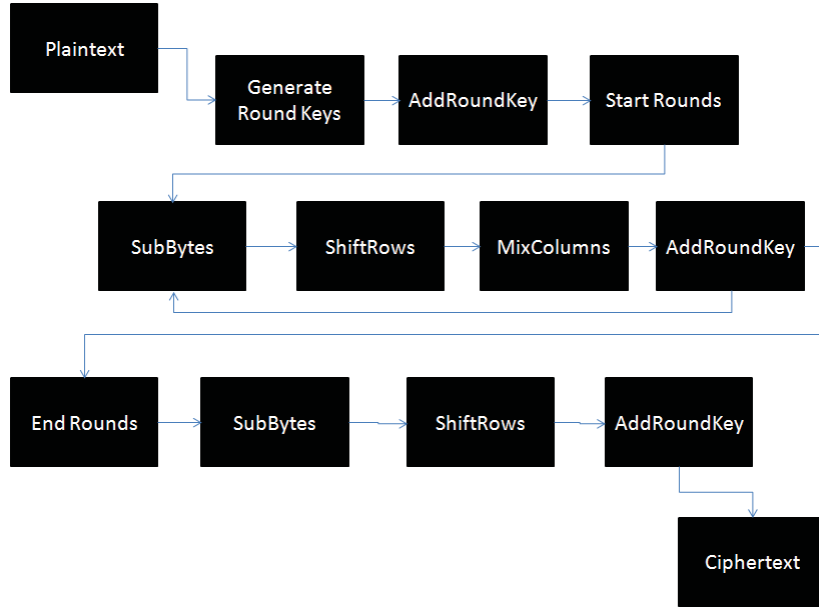 Plaintext
Generate
Round Keys
AddRoundKey
Start Rounds
SubBytes
ShiftRows
MixColumns
AddRoundKey
End Rounds
SubBytes
ShiftRows
AddRoundKey
Ciphertext